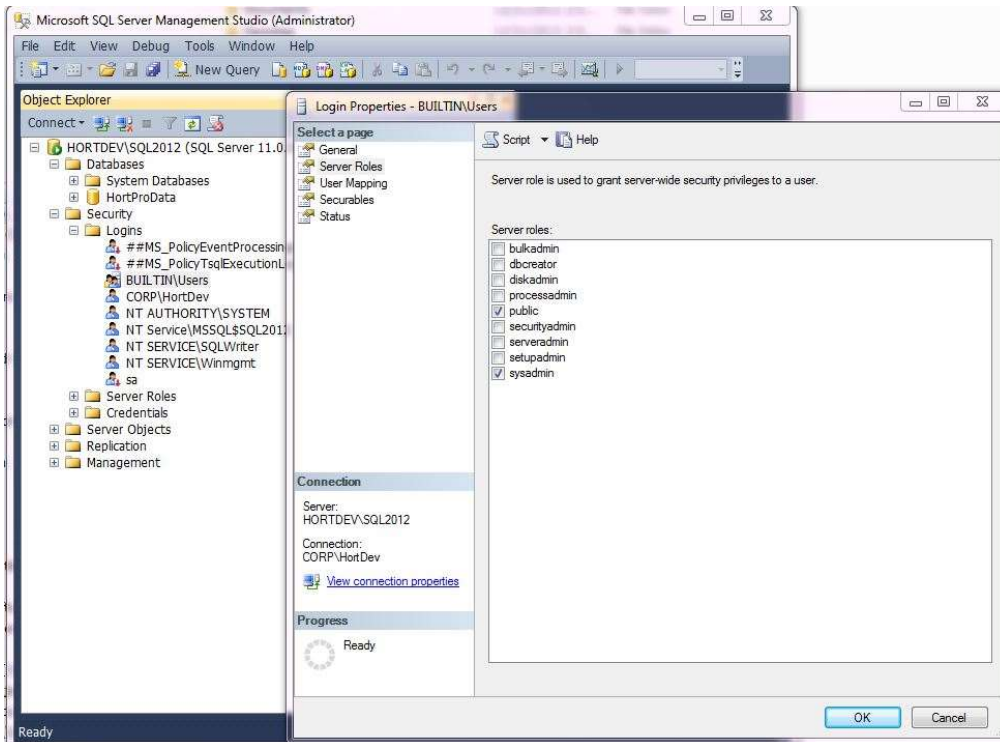 Microsoft SQL Server Management Studio (Administrator)
File Edit View Debug Tools Window Help
New Query
Object Explorer
Connect
HORTDEV\SQL2012 (SQL Server 11.0.
Databases
System Databases
HortProData
Security
Logins
##MS_PolicyEventProcessin
##MS_PolicyTsqlExecutionL
BUILTIN\Users
CORP\HortDev
NT AUTHORITY\SYSTEM
NT Service\MSSQL$SQL2012
NT SERVICE\SQLWriter
NT SERVICE\Winmgmt
sa
Server Roles
Credentials
Server Objects
Replication
Management
Ready
Login Properties - BUILTIN\Users
Select a page
General
Server Roles
User Mapping
Securables
Status
Connection
Server:
HORTDEV\SQL2012
Connection:
CORP\HortDev
View connection properties
Progress
Ready
Script Help
Server role is used to grant server-wide security privileges to a user.
Server roles:
bulkadmin
dbcreator
diskadmin
processadmin
public
securityadmin
serveradmin
setupadmin
sysadmin
OK Cancel